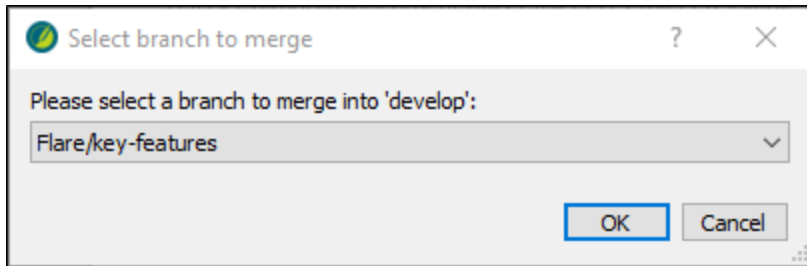 Select branch to merge
?
Please select a branch to merge into 'develop':
Flare/key-features
OK
Cancel